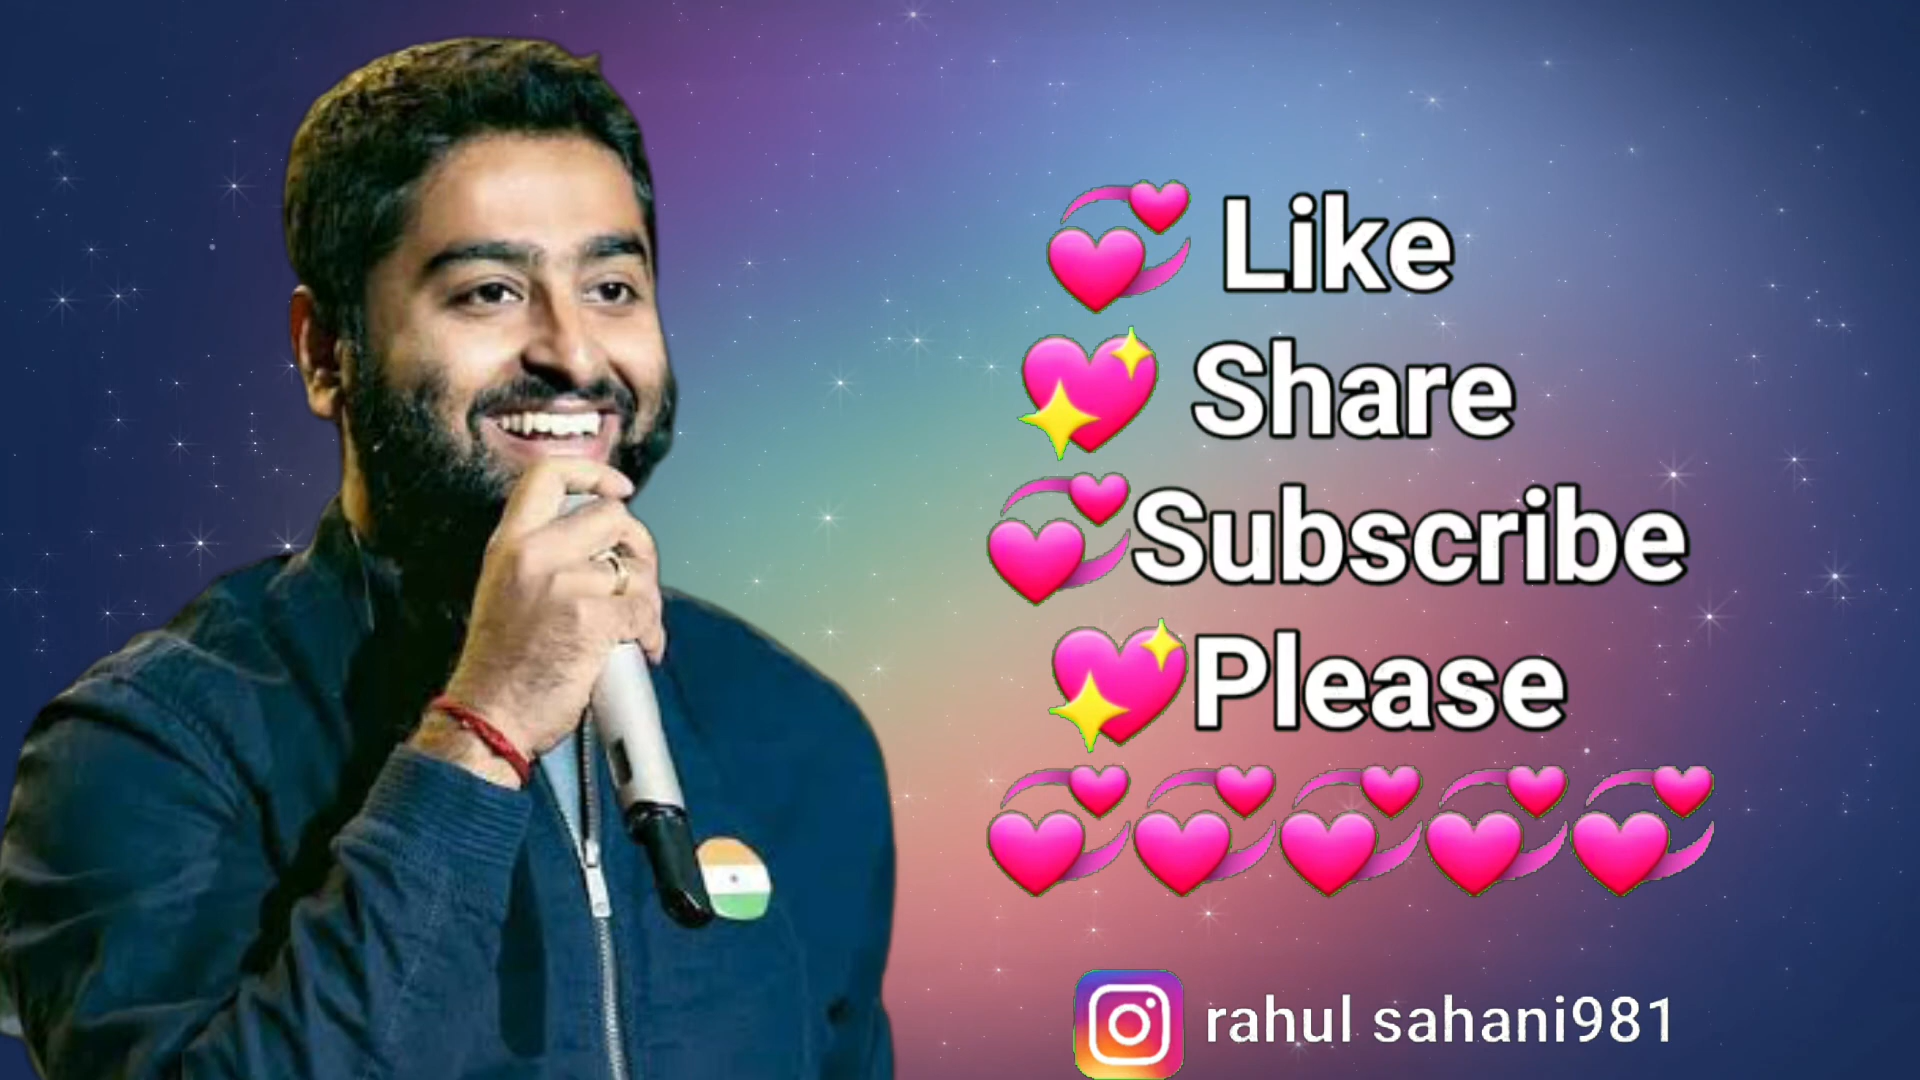 💞 Like
💖 Share
💞Subscribe
💖Please
💞💞💞💞💞
rahul sahani981